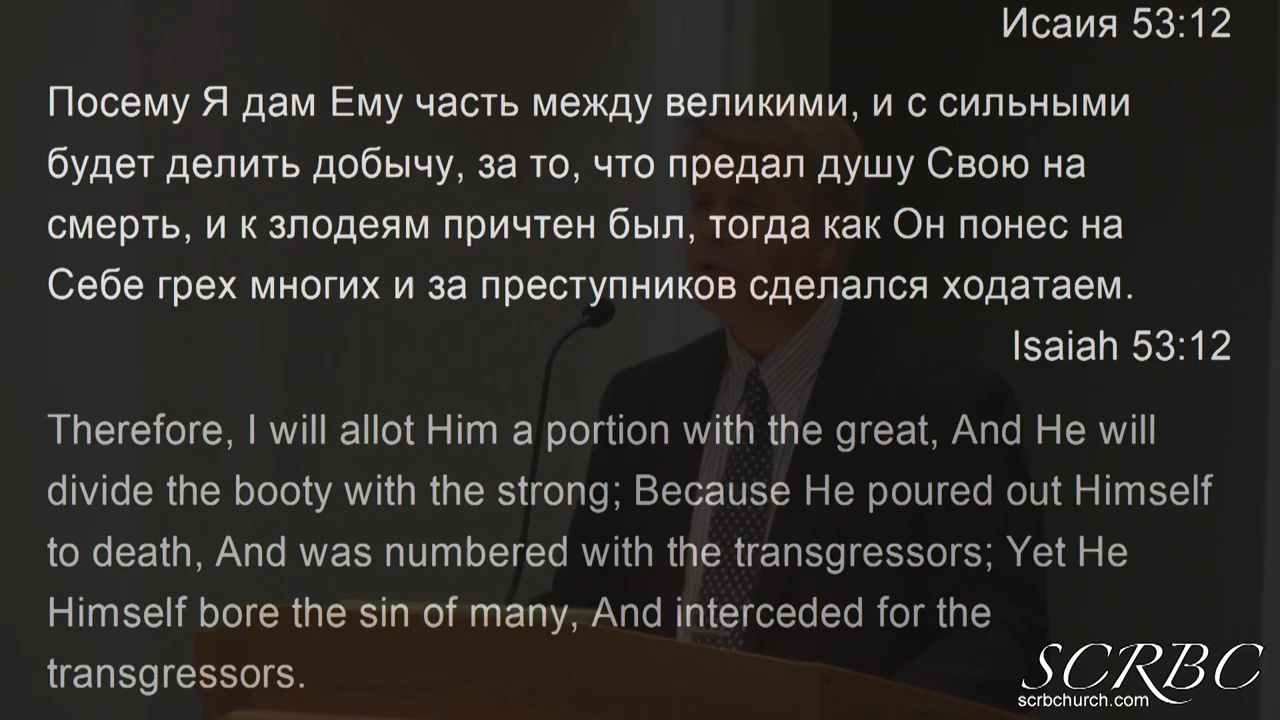 Исаия 53:12
Посему Я дам Ему часть между великими, и с сильными
будет делить добычу, за то, что предал душу Свою на
смерть, и к злодеям причтен был, тогда как Он понес на
Себе грех многих и за преступников сделался ходатаем.
Isaiah 53:12
Therefore, I will allot Him a portion with the great, And He will
divide the booty with the strong; Because He poured out Himself
to death, And was numbered with the transgressors; Yet He
Himself bore the sin of many, And interceded for the
transgressors.
SCRBC
scrbchurch.com